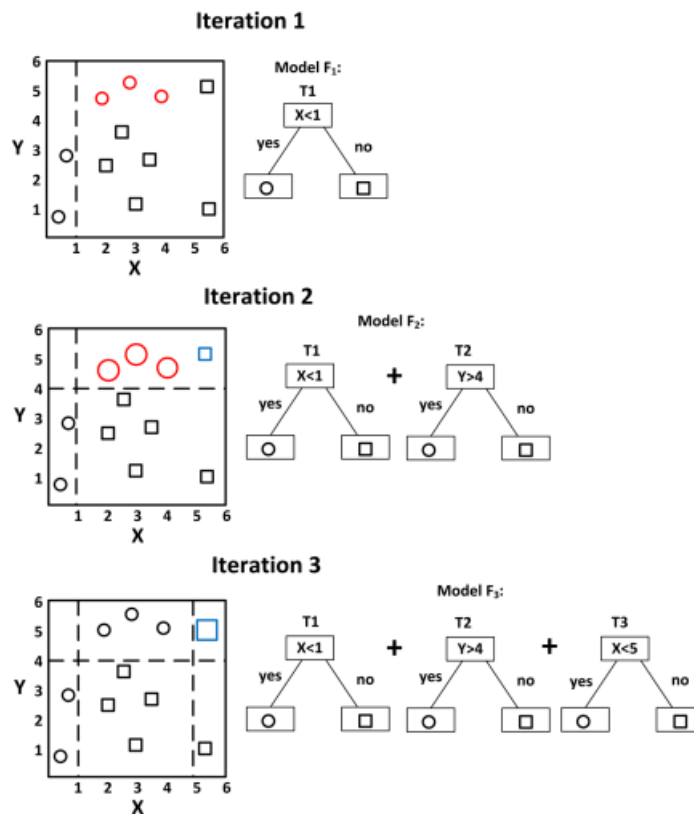 Iteration 1
6
5
4
Y 3
2
1
1 2 3 4 5 6
X
Model F₁:
T1
X<1
yes no
Iteration 2
6
5
4
Y 3
2
1
1 2 3 4 5 6
X
Model F₂:
T1 T2
X<1 + Y>4
yes no yes no
Iteration 3
6
5
4
Y 3
2
1
1 2 3 4 5 6
X
Model F₃:
T1 T2 T3
X<1 + Y>4 + X<5
yes no yes no yes no